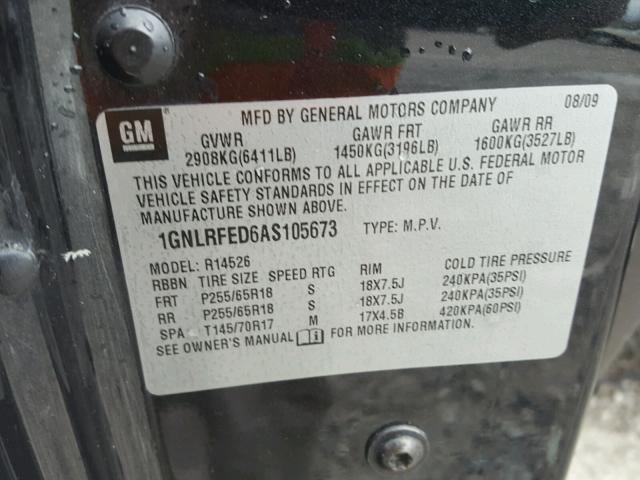 GM
MFD BY GENERAL MOTORS COMPANY 08/09
GVWR GAWR FRT GAWR RR
2908KG(6411LB) 1450KG(3196LB) 1600KG(3527LB)
THIS VEHICLE CONFORMS TO ALL APPLICABLE U.S. FEDERAL MOTOR
VEHICLE SAFETY STANDARDS IN EFFECT ON THE DATE OF
MANUFACTURE SHOWN ABOVE.
1GNLRFED6AS105673 TYPE: M.P.V.
MODEL: R14526
RBBN TIRE SIZE SPEED RTG RIM COLD TIRE PRESSURE
FRT P255/65R18 S 18X7.5J 240KPA(35PSI)
RR P255/65R18 S 18X7.5J 240KPA(35PSI)
SPA T145/70R17 M 17X4.5B 420KPA(60PSI)
SEE OWNER'S MANUAL FOR MORE INFORMATION.